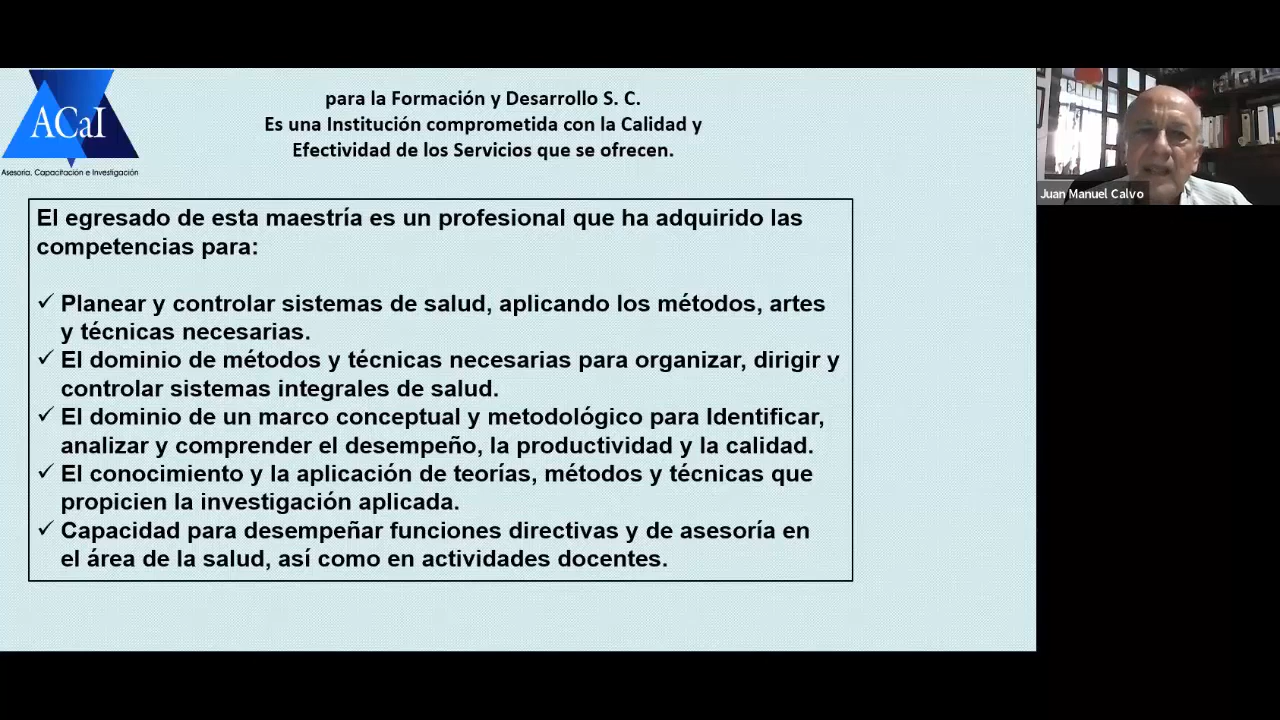 ACaI
Asesoría, Capacitación e Investigación
para la Formación y Desarrollo S. C.
Es una Institución comprometida con la Calidad y
Efectividad de los Servicios que se ofrecen.
Juan Manuel Calvo
El egresado de esta maestría es un profesional que ha adquirido las
competencias para:
✓ Planear y controlar sistemas de salud, aplicando los métodos, artes
y técnicas necesarias.
✓ El dominio de métodos y técnicas necesarias para organizar, dirigir y
controlar sistemas integrales de salud.
✓ El dominio de un marco conceptual y metodológico para Identificar,
analizar y comprender el desempeño, la productividad y la calidad.
✓ El conocimiento y la aplicación de teorías, métodos y técnicas que
propicien la investigación aplicada.
✓ Capacidad para desempeñar funciones directivas y de asesoría en
el área de la salud, así como en actividades docentes.